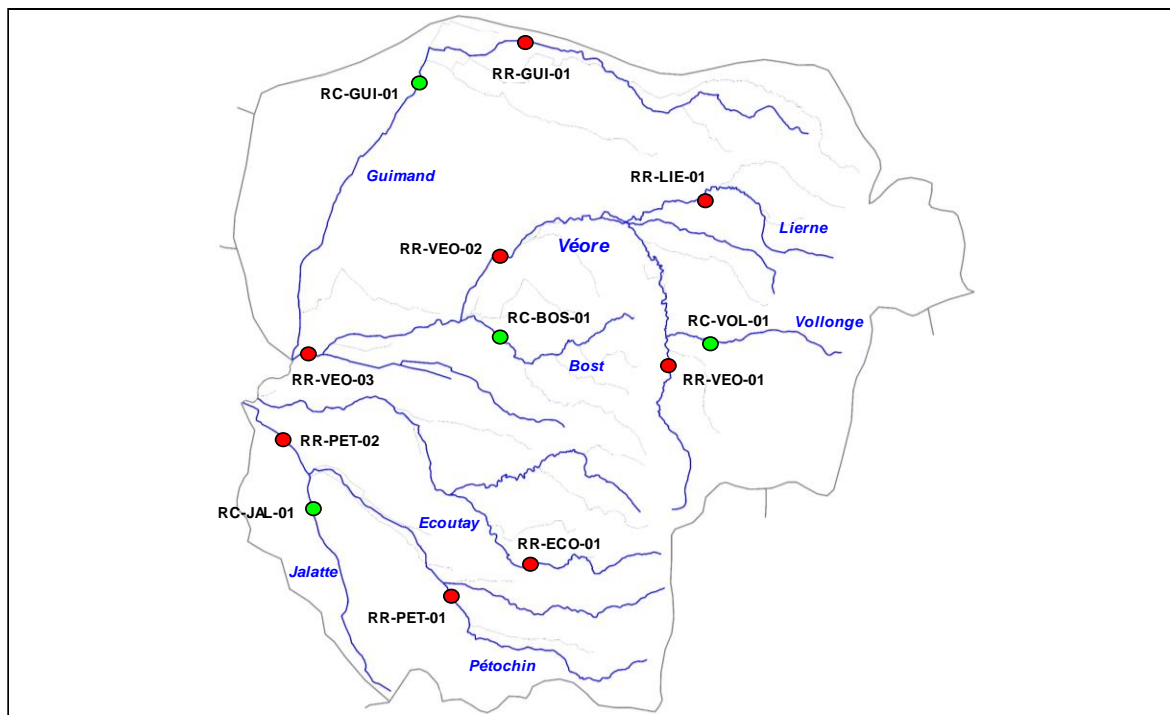 RR-GUI-01
RC-GUI-01
Guimand
RR-LIE-01
Lierne
RR-VEO-02
Véore
RC-BOS-01
RC-VOL-01
Vollonge
Bost
RR-VEO-03
RR-VEO-01
RR-PET-02
RC-JAL-01
Ecoutay
RR-ECO-01
Jalatte
RR-PET-01
Pétochin